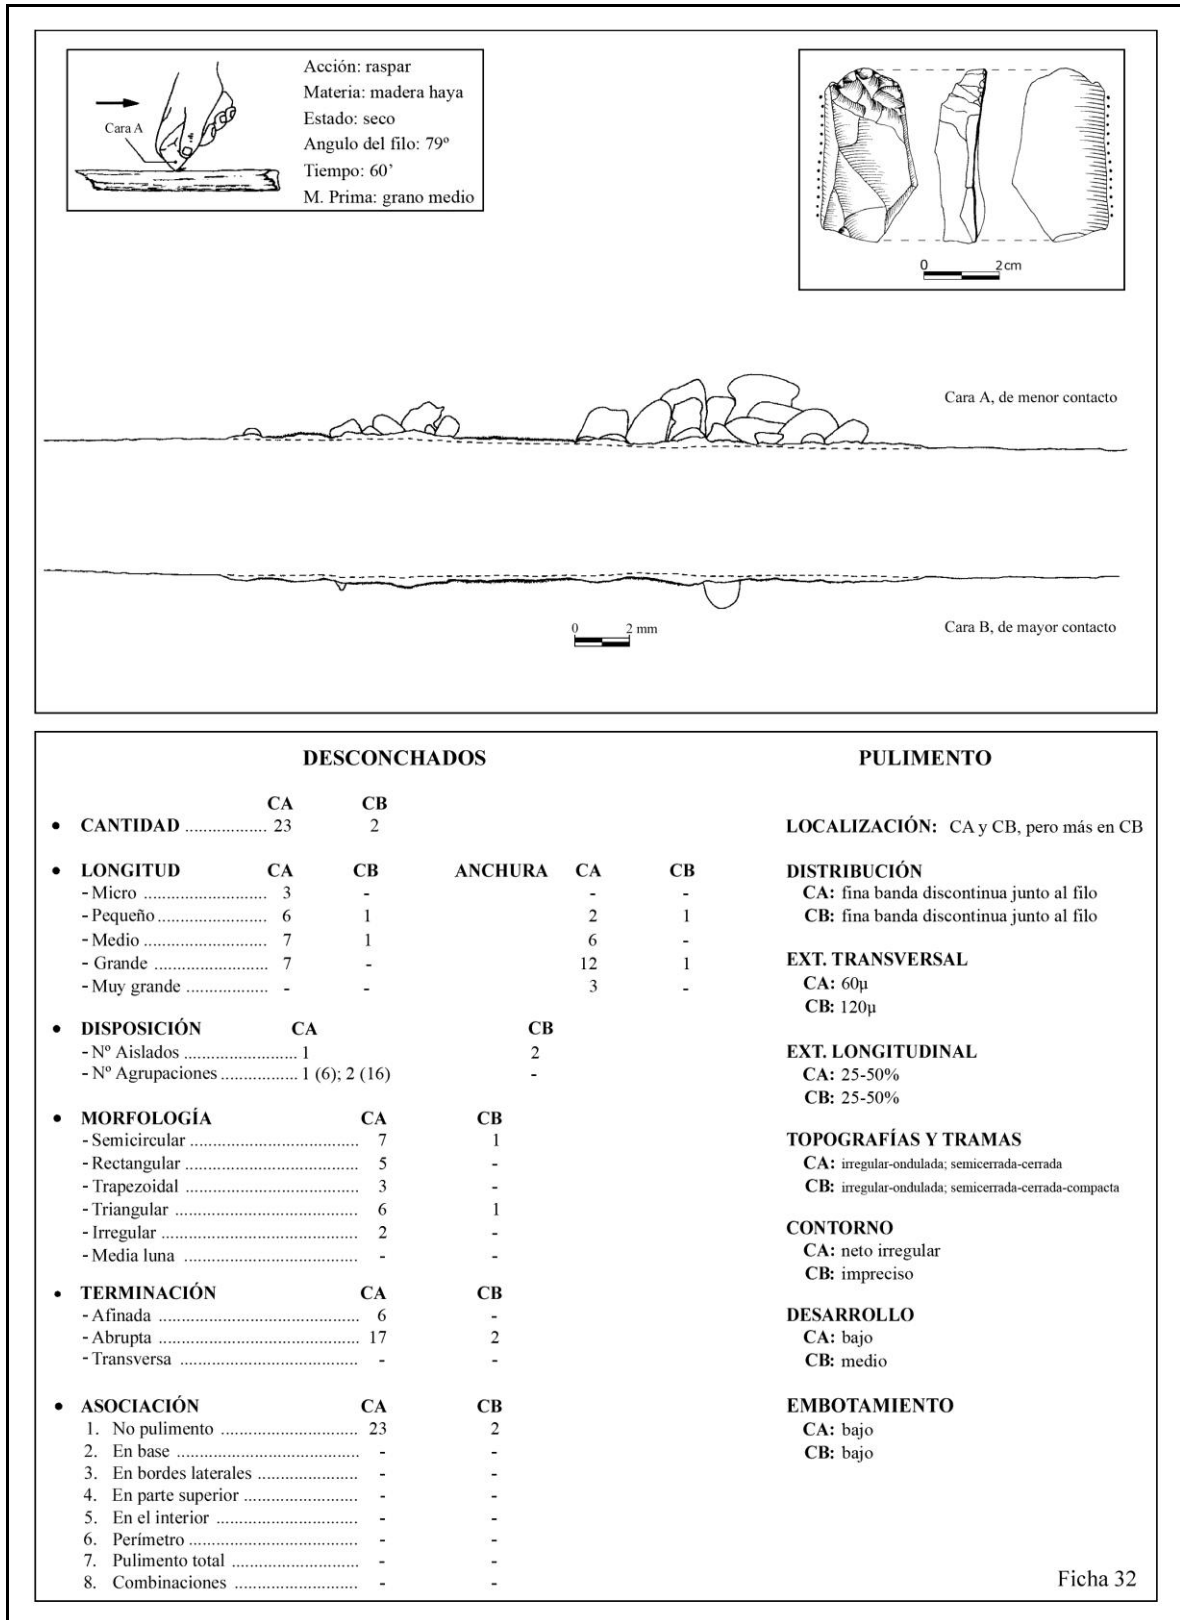 Acción: raspar
Materia: madera haya
Estado: seco
Angulo del filo: 79º
Tiempo: 60’
M. Prima: grano medio
Cara A
0 2cm
Cara A, de menor contacto
0 2 mm
Cara B, de mayor contacto
DESCONCHADOS
CA CB
• CANTIDAD .................. 23 2
• LONGITUD CA CB ANCHURA CA CB
- Micro ........................... 3 - - -
- Pequeño ........................ 6 1 2 1
- Medio ........................... 7 1 6 -
- Grande ......................... 7 - 12 1
- Muy grande .................. - - 3 -
• DISPOSICIÓN CA CB
- Nº Aislados ......................... 1 2
- Nº Agrupaciones ................. 1 (6); 2 (16) -
• MORFOLOGÍA CA CB
- Semicircular ..................................... 7 1
- Rectangular ...................................... 5 -
- Trapezoidal ...................................... 3 -
- Triangular ........................................ 6 1
- Irregular ........................................... 2 -
- Media luna ...................................... - -
• TERMINACIÓN CA CB
- Afinada ............................................ 6 -
- Abrupta ............................................ 17 2
- Transversa ....................................... - -
• ASOCIACIÓN CA CB
1. No pulimento .............................. 23 2
2. En base ........................................ - -
3. En bordes laterales ...................... - -
4. En parte superior ......................... - -
5. En el interior ............................... - -
6. Perímetro ..................................... - -
7. Pulimento total ............................ - -
8. Combinaciones ........................... - -
PULIMENTO
LOCALIZACIÓN: CA y CB, pero más en CB
DISTRIBUCIÓN
CA: fina banda discontinua junto al filo
CB: fina banda discontinua junto al filo
EXT. TRANSVERSAL
CA: 60µ
CB: 120µ
EXT. LONGITUDINAL
CA: 25-50%
CB: 25-50%
TOPOGRAFÍAS Y TRAMAS
CA: irregular-ondulada; semicerrada-cerrada
CB: irregular-ondulada; semicerrada-cerrada-compacta
CONTORNO
CA: neto irregular
CB: impreciso
DESARROLLO
CA: bajo
CB: medio
EMBOTAMIENTO
CA: bajo
CB: bajo
Ficha 32